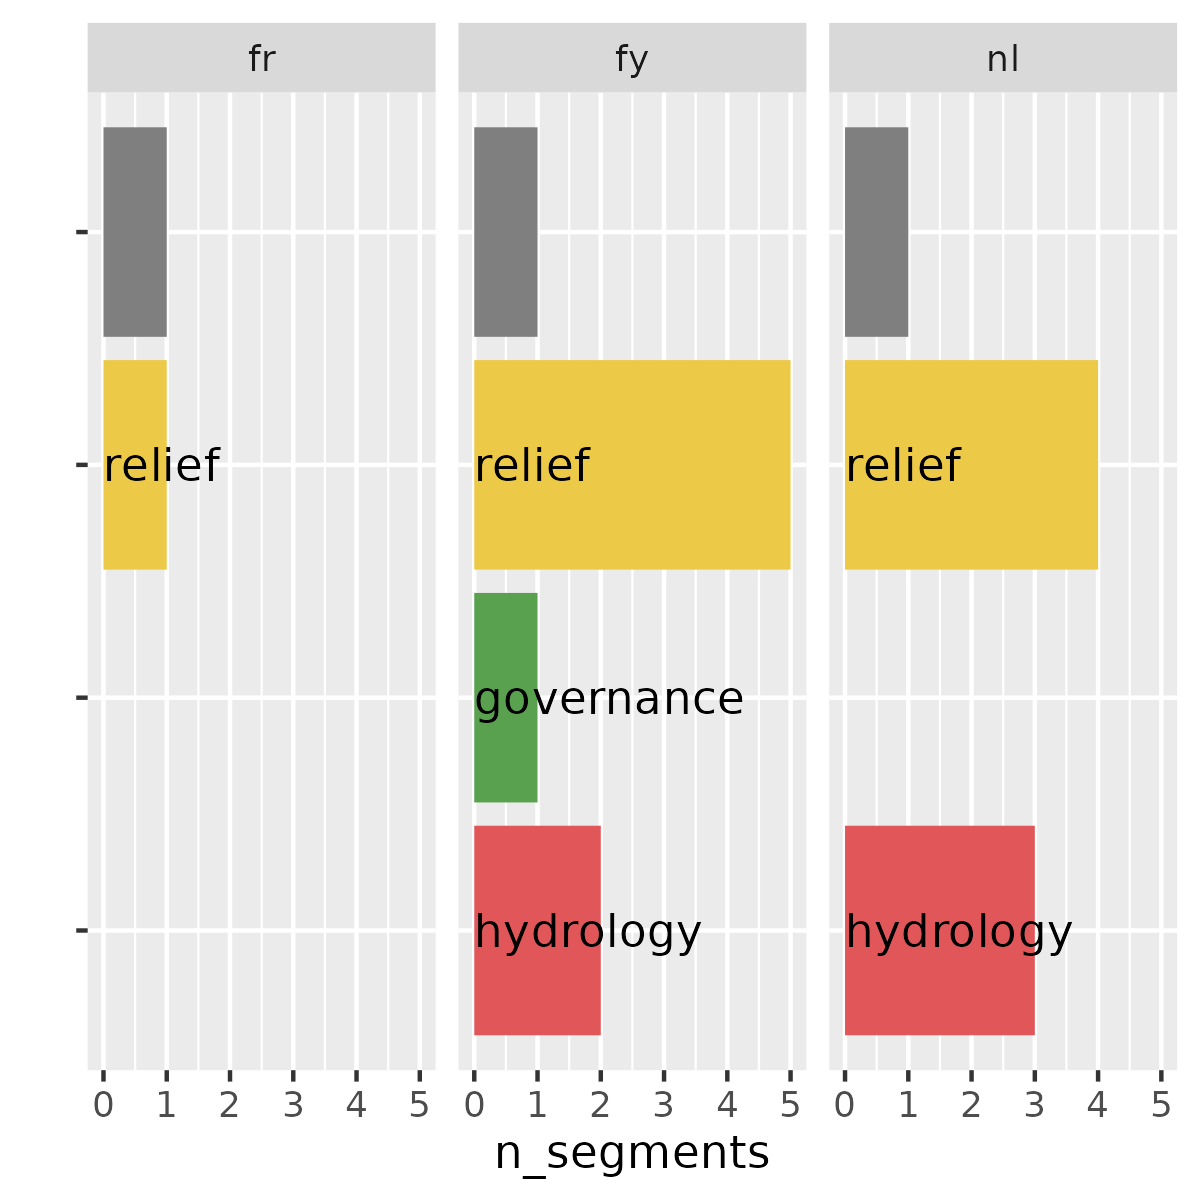 fr fy nl
relief relief relief
governance
hydrology hydrology
0 1 2 3 4 5 0 1 2 3 4 5 0 1 2 3 4 5
n_segments